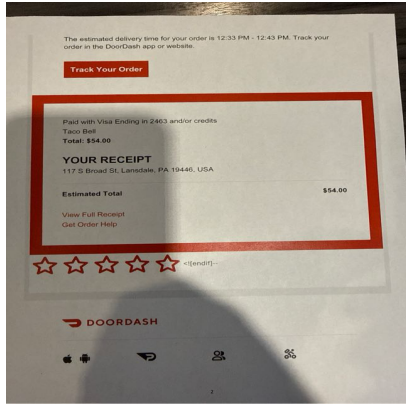 The estimated delivery time for your order is 12:33 PM - 12:43 PM. Track your
order in the DoorDash app or website.
Track Your Order
Paid with Visa Ending in 2463 and/or credits
Taco Bell
Total: $54.00
YOUR RECEIPT
117 S Broad St, Lansdale, PA 19446, USA
Estimated Total $54.00
View Full Receipt
Get Order Help
<![endif]--
DOORDASH
2